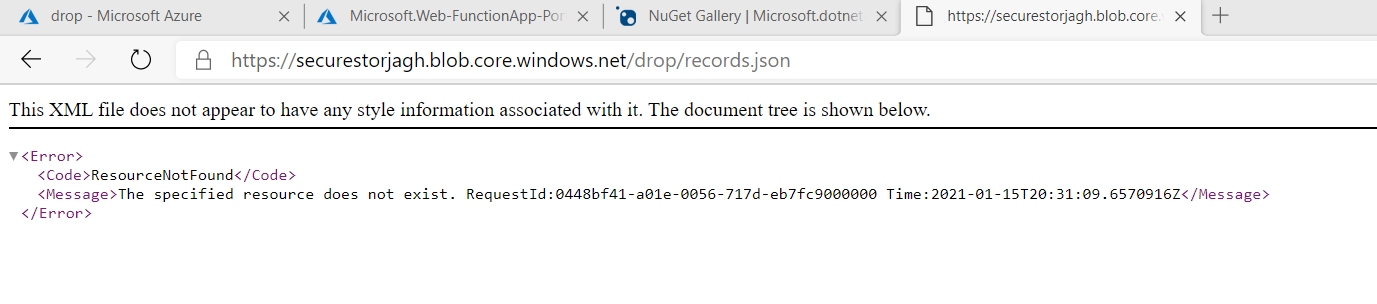 drop - Microsoft Azure
Microsoft.Web-FunctionApp-Por
NuGet Gallery | Microsoft.dotnet
https://securestorjagh.blob.core.
https://securestorjagh.blob.core.windows.net/drop/records.json
This XML file does not appear to have any style information associated with it. The document tree is shown below.
<Error>
<Code>ResourceNotFound</Code>
<Message>The specified resource does not exist. RequestId:0448bf41-a01e-0056-717d-eb7fc9000000 Time:2021-01-15T20:31:09.6570916Z</Message>
</Error>